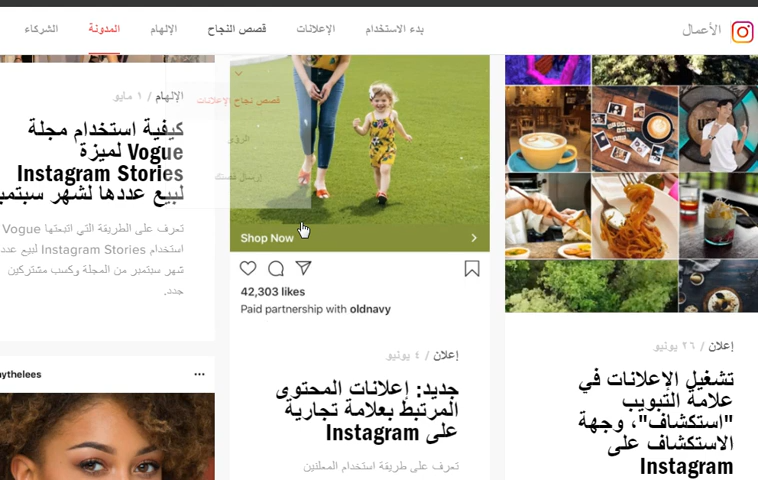 الأعمال
بدء الاستخدام
الإعلانات
قصص النجاح
الإلهام
المدونة
الشركاء
إعلان / ٢٦ يونيو
تشغيل الإعلانات في
علامة التبويب
"استكشاف"، وجهة
الاستكشاف على
Instagram
Shop Now
42,303 likes
Paid partnership with oldnavy
إعلان / ٤ يونيو
جديد: إعلانات المحتوى
المرتبط بعلامة تجارية
على Instagram
تعرف على طريقة استخدام المعلنين
قصص نجاح الإعلانات
الرؤى
إرسال قصتك
الإلهام / ١ مايو
كيفية استخدام مجلة
Vogue لميزة
Instagram Stories
لبيع عددها لشهر سبتمبر
تعرف على الطريقة التي اتبعتها Vogue
استخدام Instagram Stories لبيع عدد
شهر سبتمبر من المجلة وكسب مشتركين
جدد.
ythelees